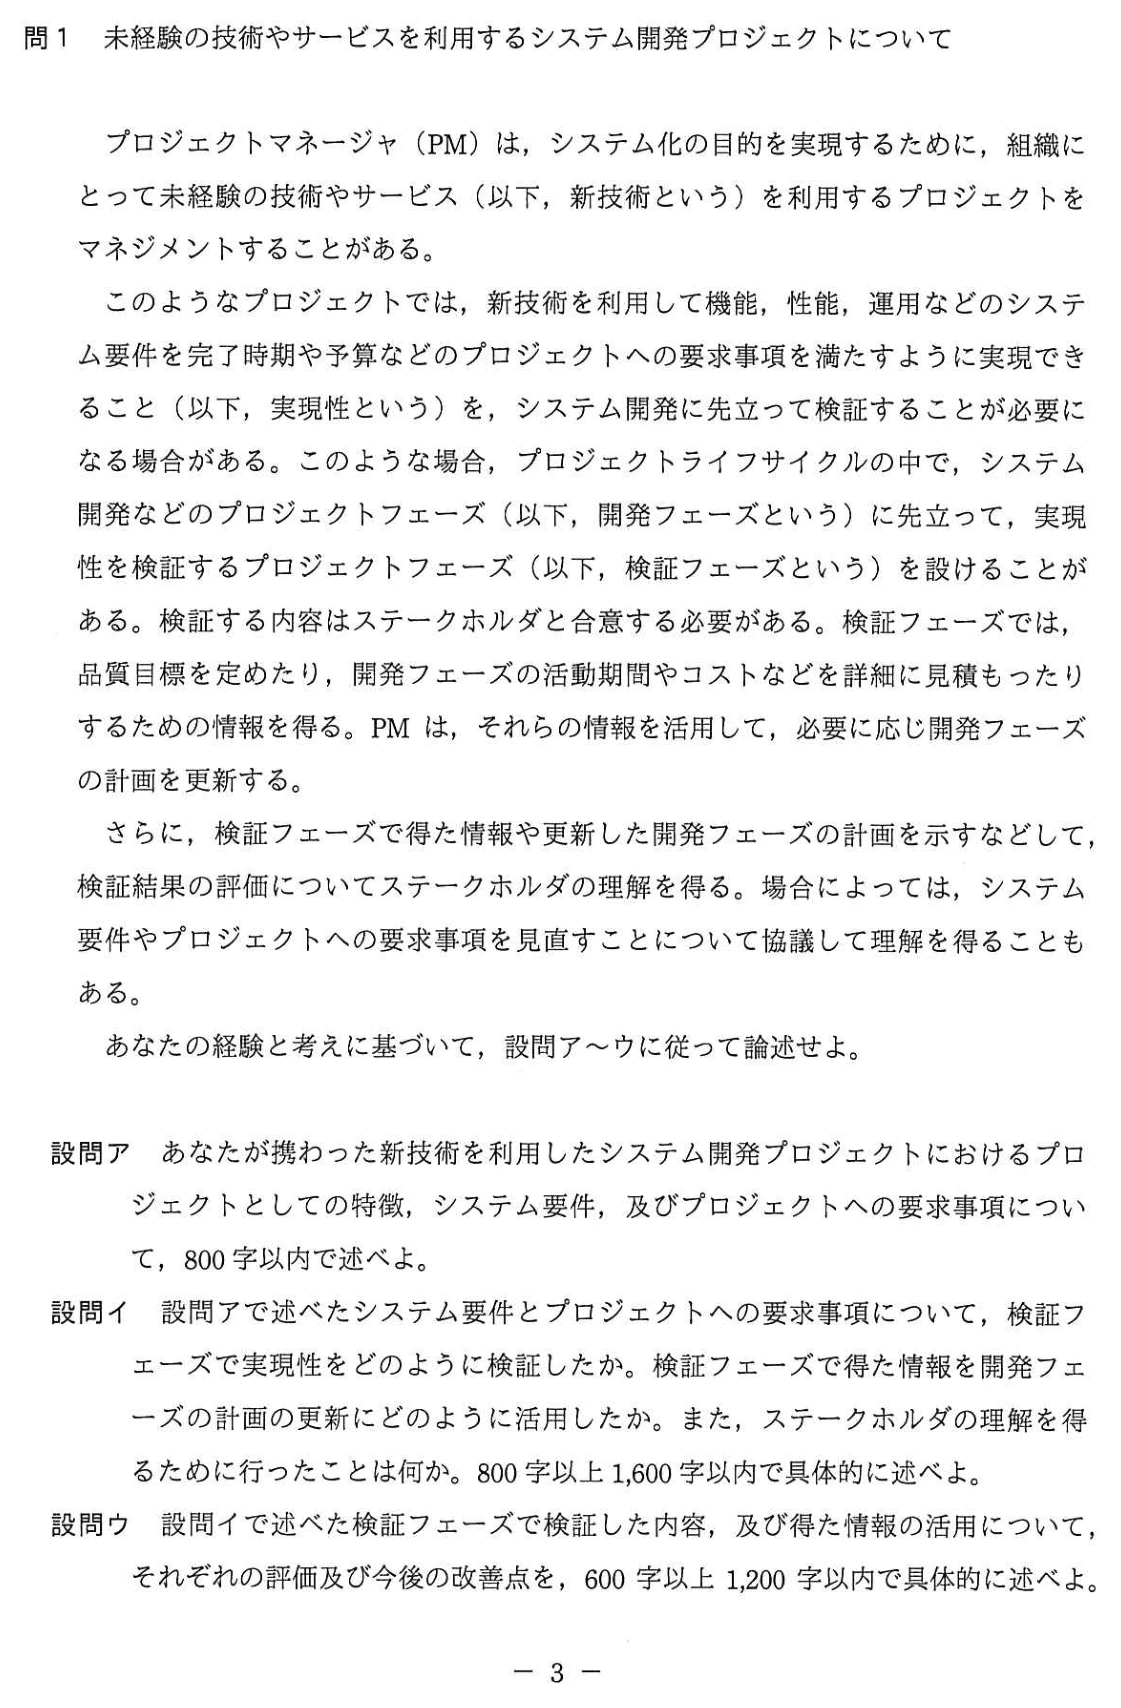 問1　未経験の技術やサービスを利用するシステム開発プロジェクトについて
プロジェクトマネージャ（PM）は，システム化の目的を実現するために，組織に
とって未経験の技術やサービス（以下，新技術という）を利用するプロジェクトを
マネジメントすることがある。
このようなプロジェクトでは，新技術を利用して機能，性能，運用などのシステ
ム要件を完了時期や予算などのプロジェクトへの要求事項を満たすように実現でき
ること（以下，実現性という）を，システム開発に先立って検証することが必要に
なる場合がある。このような場合，プロジェクトライフサイクルの中で，システム
開発などのプロジェクトフェーズ（以下，開発フェーズという）に先立って，実現
性を検証するプロジェクトフェーズ（以下，検証フェーズという）を設けることが
ある。検証する内容はステークホルダと合意する必要がある。検証フェーズでは，
品質目標を定めたり，開発フェーズの活動期間やコストなどを詳細に見積もったり
するための情報を得る。PM は，それらの情報を活用して，必要に応じ開発フェーズ
の計画を更新する。
さらに，検証フェーズで得た情報や更新した開発フェーズの計画を示すなどして，
検証結果の評価についてステークホルダの理解を得る。場合によっては，システム
要件やプロジェクトへの要求事項を見直すことについて協議して理解を得ることも
ある。
あなたの経験と考えに基づいて，設問ア～ウに従って論述せよ。
設問ア　あなたが携わった新技術を利用したシステム開発プロジェクトにおけるプロ
ジェクトとしての特徴，システム要件，及びプロジェクトへの要求事項につい
て，800 字以内で述べよ。
設問イ　設問アで述べたシステム要件とプロジェクトへの要求事項について，検証フ
ェーズで実現性をどのように検証したか。検証フェーズで得た情報を開発フェ
ーズの計画の更新にどのように活用したか。また，ステークホルダの理解を得
るために行ったことは何か。800 字以上 1,600 字以内で具体的に述べよ。
設問ウ　設問イで述べた検証フェーズで検証した内容，及び得た情報の活用について，
それぞれの評価及び今後の改善点を，600 字以上 1,200 字以内で具体的に述べよ。
－ 3 －